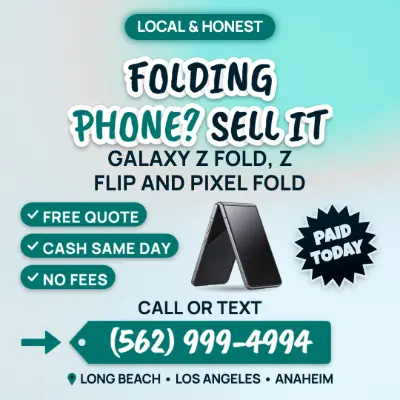 LOCAL & HONEST
FOLDING
PHONE? SELL IT
GALAXY Z FOLD, Z
FLIP AND PIXEL FOLD
FREE QUOTE
CASH SAME DAY
NO FEES
PAID
TODAY
CALL OR TEXT
(562) 999-4994
LONG BEACH • LOS ANGELES • ANAHEIM